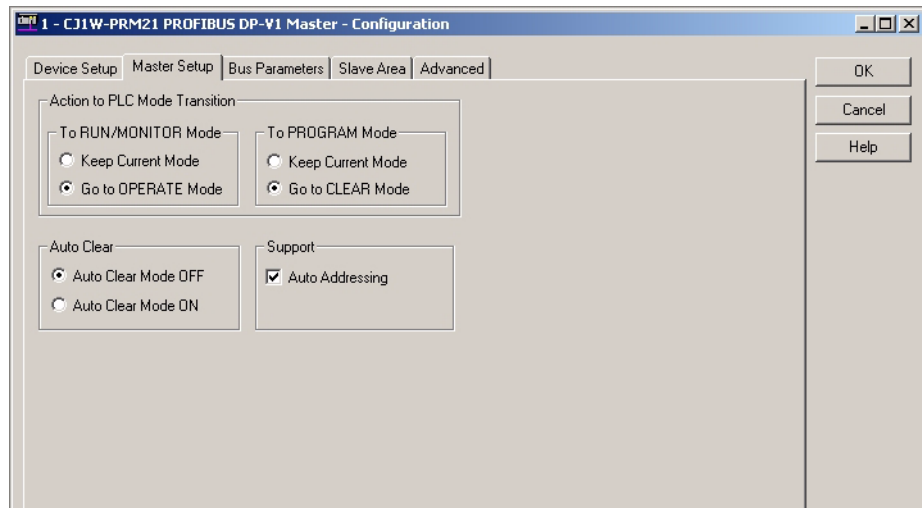 1 - CJ1W-PRM21 PROFIBUS DP-V1 Master - Configuration
Device Setup Master Setup Bus Parameters Slave Area Advanced
OK
Cancel
Help
Action to PLC Mode Transition
To RUN/MONITOR Mode
Keep Current Mode
Go to OPERATE Mode
To PROGRAM Mode
Keep Current Mode
Go to CLEAR Mode
Auto Clear
Auto Clear Mode OFF
Auto Clear Mode ON
Support
Auto Addressing